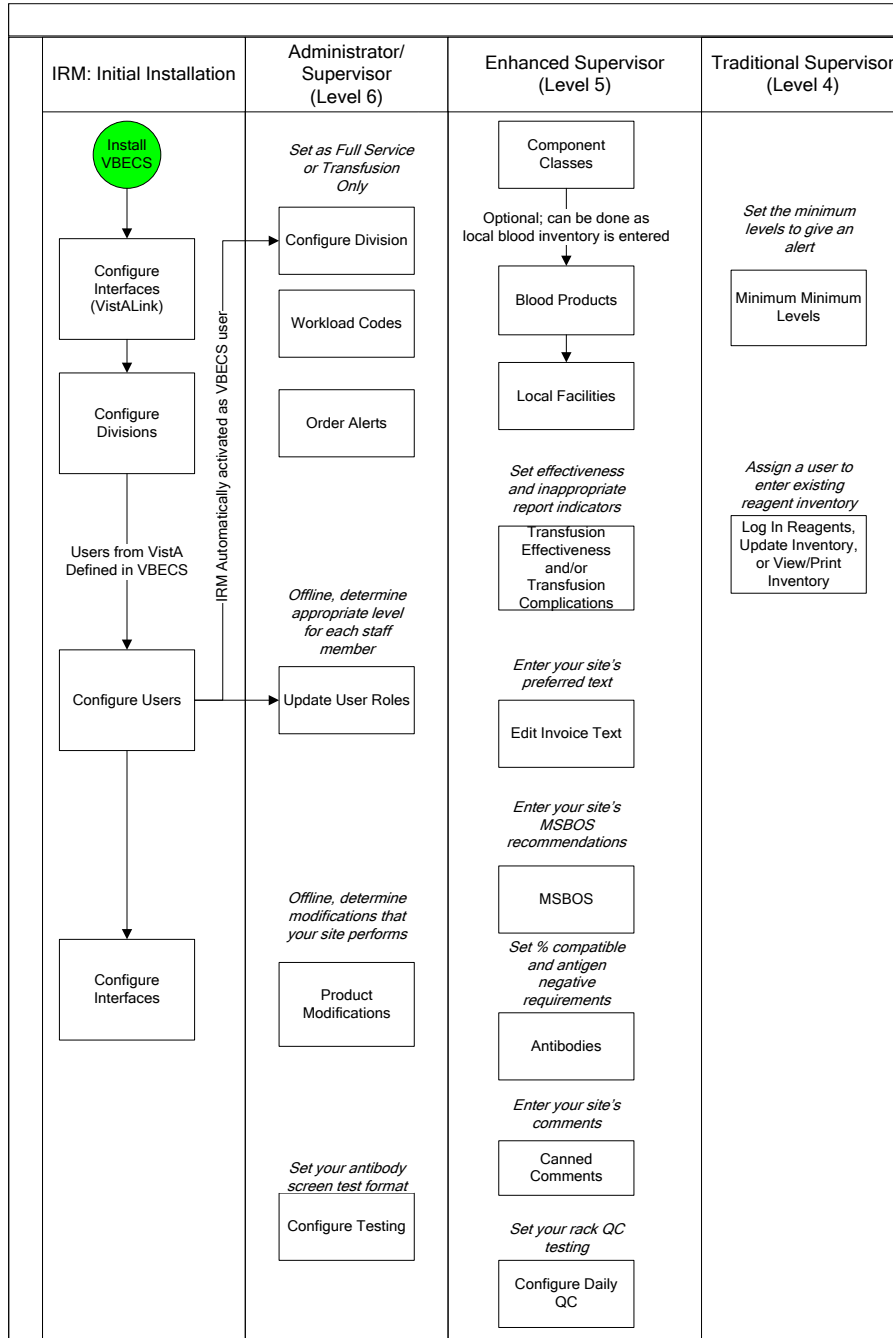 IRM: Initial Installation
Administrator/
Supervisor
(Level 6)
Enhanced Supervisor
(Level 5)
Traditional Supervisor
(Level 4)
Install
VBECS
Configure
Interfaces
(VistALink)
Configure
Divisions
Users from VistA
Defined in VBECS
Configure Users
Configure
Interfaces
IRM Automatically activated as VBECS user
Set as Full Service
or Transfusion
Only
Configure Division
Workload Codes
Order Alerts
Offline, determine
appropriate level
for each staff
member
Update User Roles
Offline, determine
modifications that
your site performs
Product
Modifications
Set your antibody
screen test format
Configure Testing
Component
Classes
Optional; can be done as
local blood inventory is entered
Blood Products
Local Facilities
Set effectiveness
and inappropriate
report indicators
Transfusion
Effectiveness
and/or
Transfusion
Complications
Enter your site's
preferred text
Edit Invoice Text
Enter your site's
MSBOS
recommendations
MSBOS
Set % compatible
and antigen
negative
requirements
Antibodies
Enter your site's
comments
Canned
Comments
Set your rack QC
testing
Configure Daily
QC
Set the minimum
levels to give an
alert
Minimum Minimum
Levels
Assign a user to
enter existing
reagent inventory
Log In Reagents,
Update Inventory,
or View/Print
Inventory